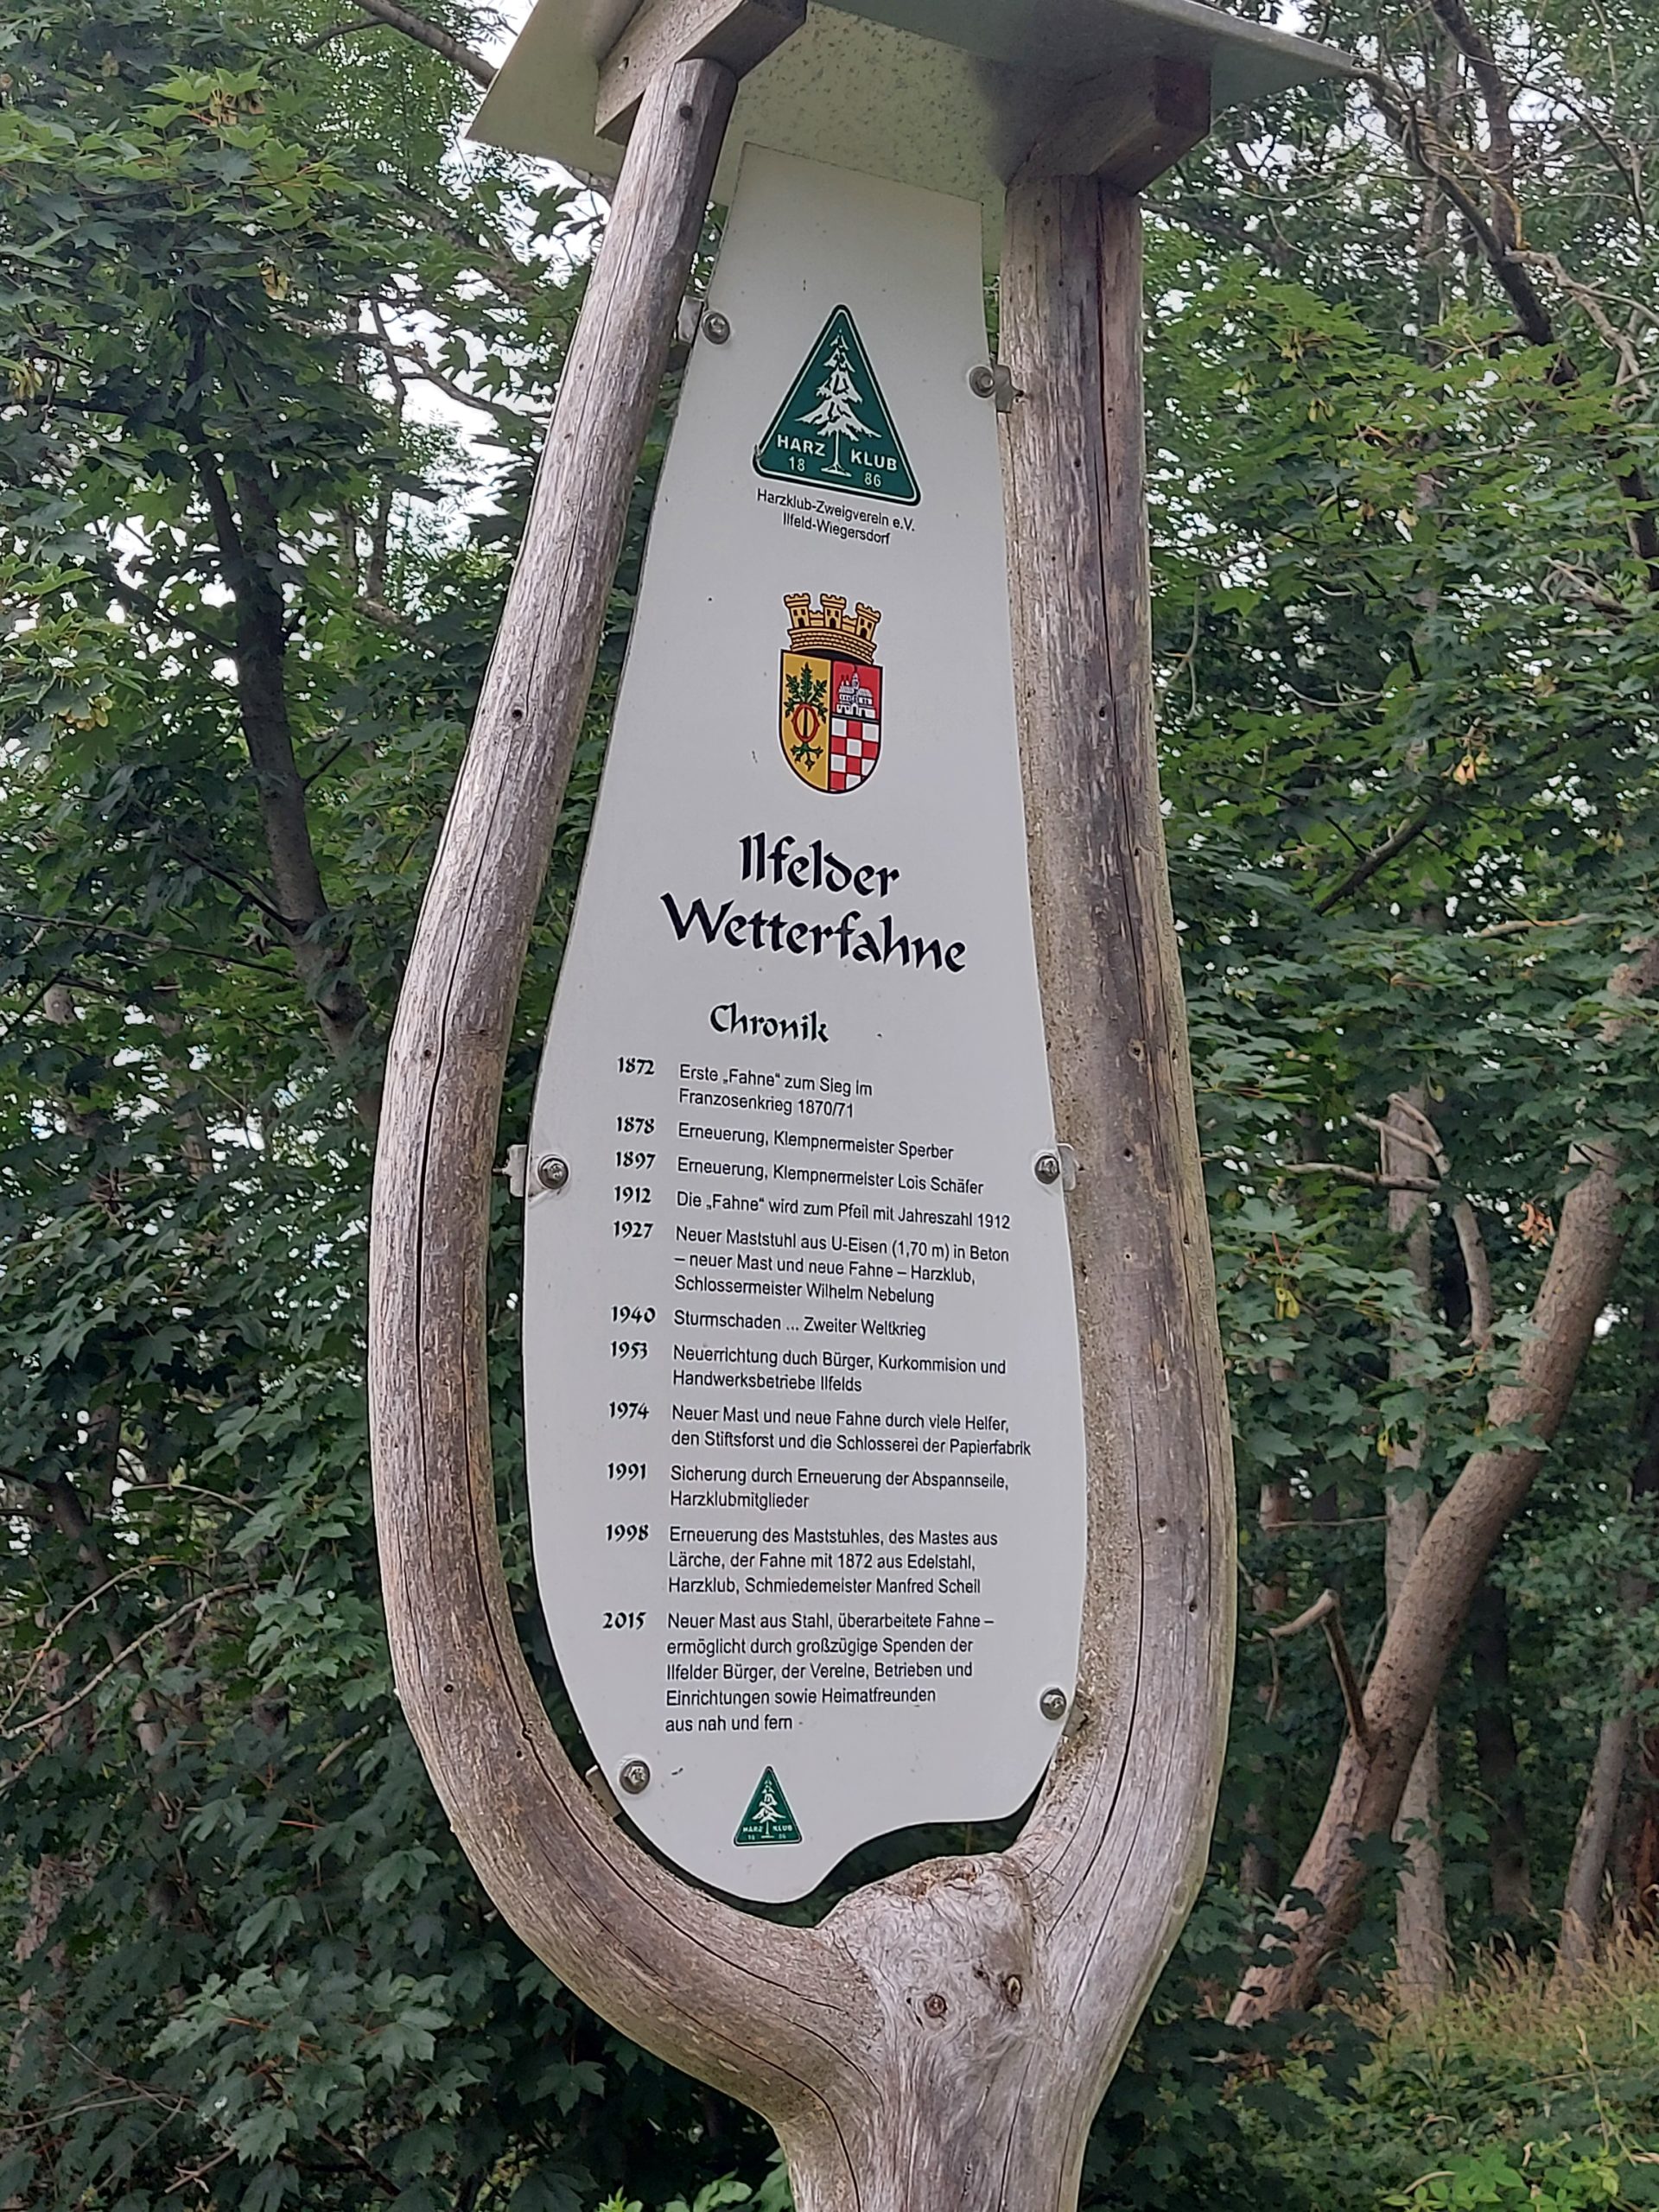 HARZ KLUB
18 86
Harzklub-Zweigverein e.V.
Ilfeld-Wiegersdorf
Ilfelder
Wetterfahne
Chronik
1872 Erste „Fahne“ zum Sieg im
Franzosenkrieg 1870/71
1878 Erneuerung, Klempnermeister Sperber
1897 Erneuerung, Klempnermeister Lois Schäfer
1912 Die „Fahne“ wird zum Pfeil mit Jahreszahl 1912
1927 Neuer Maststuhl aus U-Eisen (1,70 m) in Beton
– neuer Mast und neue Fahne – Harzklub,
Schlossermeister Wilhelm Nebelung
1940 Sturmschaden ... Zweiter Weltkrieg
1953 Neuerrichtung duch Bürger, Kurkommision und
Handwerksbetriebe Ilfelds
1974 Neuer Mast und neue Fahne durch viele Helfer,
den Stiftsforst und die Schlosserei der Papierfabrik
1991 Sicherung durch Erneuerung der Abspannseile,
Harzklubmitglieder
1998 Erneuerung des Maststuhles, des Mastes aus
Lärche, der Fahne mit 1872 aus Edelstahl,
Harzklub, Schmiedemeister Manfred Scheil
2015 Neuer Mast aus Stahl, überarbeitete Fahne –
ermöglicht durch großzügige Spenden der
Ilfelder Bürger, der Vereine, Betrieben und
Einrichtungen sowie Heimatfreunden
aus nah und fern
HARZ KLUB
18 86